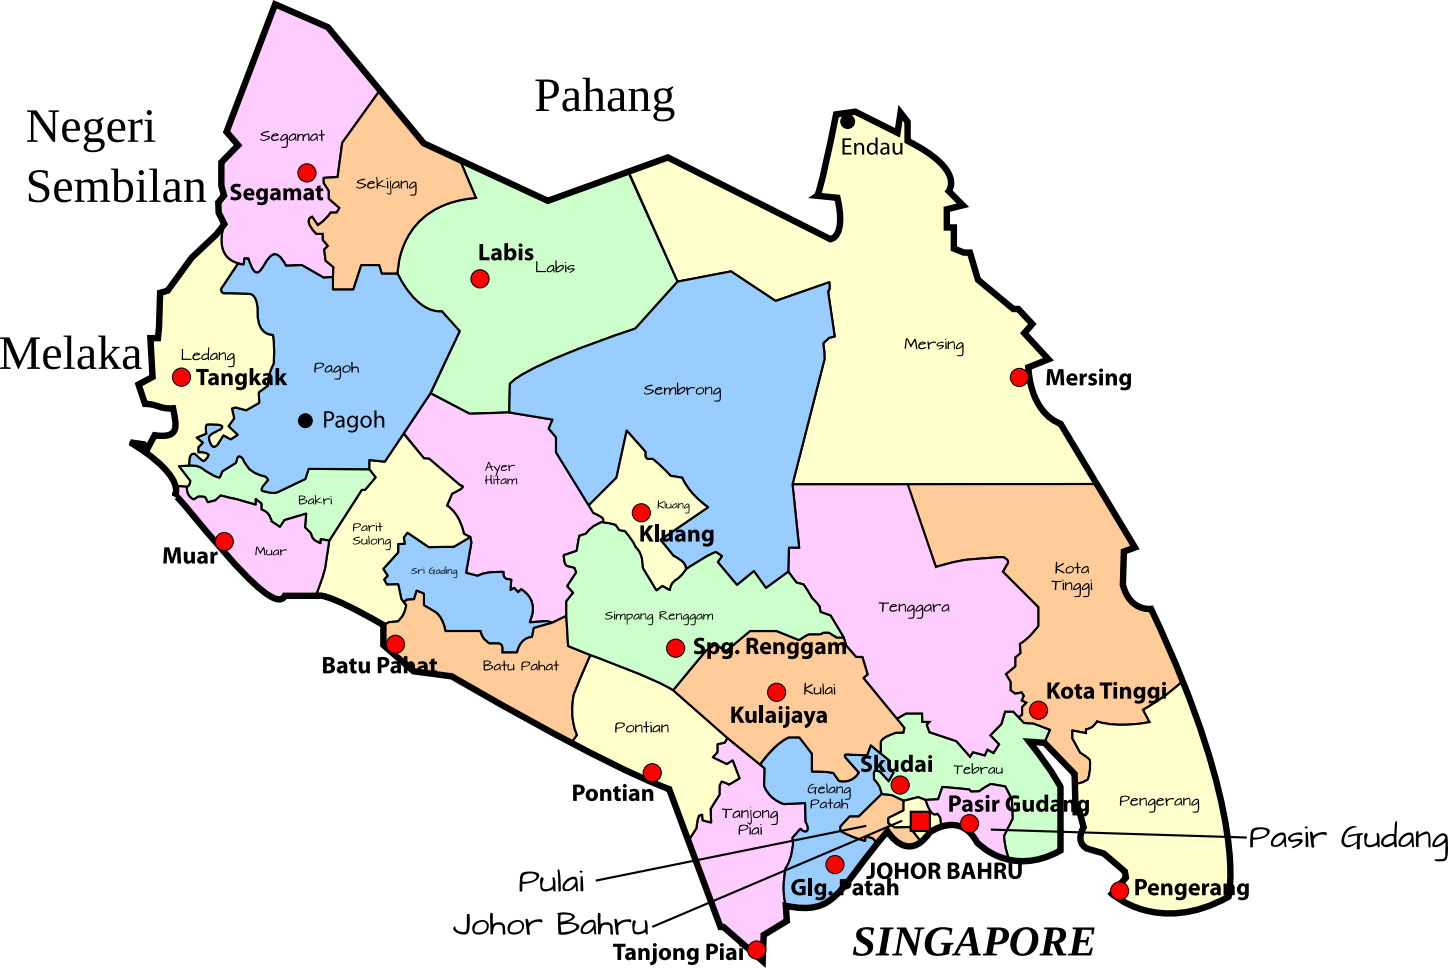 Pahang
Negeri
Sembilan
Segamat
Segamat
Sekijang
Endau
Labis
Labis
Melaka
Ledang
Tangkak
Pagoh
Pagoh
Mersing
Mersing
Sembrong
Ayer
Hitam
Bakri
Kluang
Kluang
Parit
Sulong
Muar
Muar
Sri Gading
Kota
Tinggi
Tenggara
Simpang Renggam
Spg. Renggam
Batu Pahat
Batu Pahat
Kulai
Kulaijaya
Kota Tinggi
Pontian
Pontian
Skudai
Tebrau
Gelang
Patah
Pasir Gudang
Pengerang
Tanjong
Piai
Pasir Gudang
Pulai
JOHOR BAHRU
Glg. Patah
Pengerang
Johor Bahru
Tanjong Piai
SINGAPORE